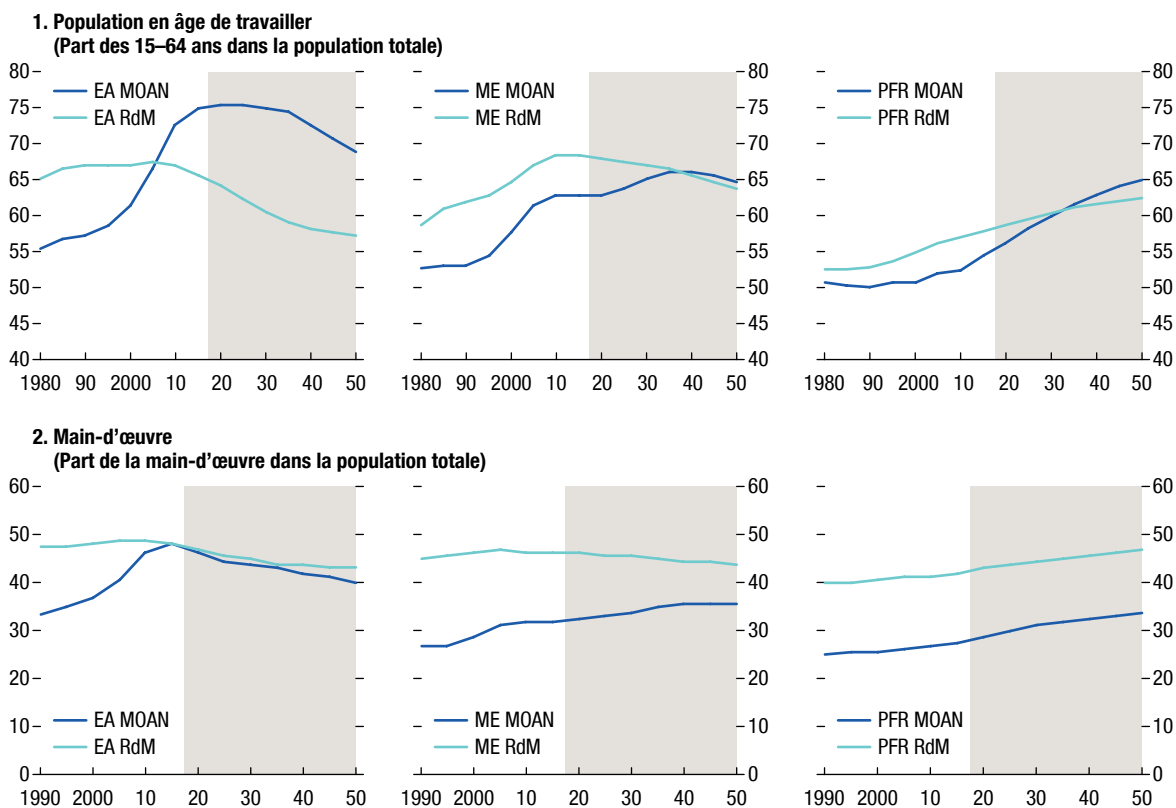 1. Population en âge de travailler
(Part des 15–64 ans dans la population totale)
80
75
70
65
60
55
50
45
40
EA MOAN
EA RdM
1980 90 2000 10 20 30 40 50
ME MOAN
ME RdM
80
75
70
65
60
55
50
45
40
1980 90 2000 10 20 30 40 50
PFR MOAN
PFR RdM
80
75
70
65
60
55
50
45
40
1980 90 2000 10 20 30 40 50
2. Main-d’œuvre
(Part de la main-d’œuvre dans la population totale)
60
50
40
30
20
10
0
EA MOAN
EA RdM
1990 2000 10 20 30 40 50
60
50
40
30
20
10
0
ME MOAN
ME RdM
1990 2000 10 20 30 40 50
60
50
40
30
20
10
0
PFR MOAN
PFR RdM
1990 2000 10 20 30 40 50